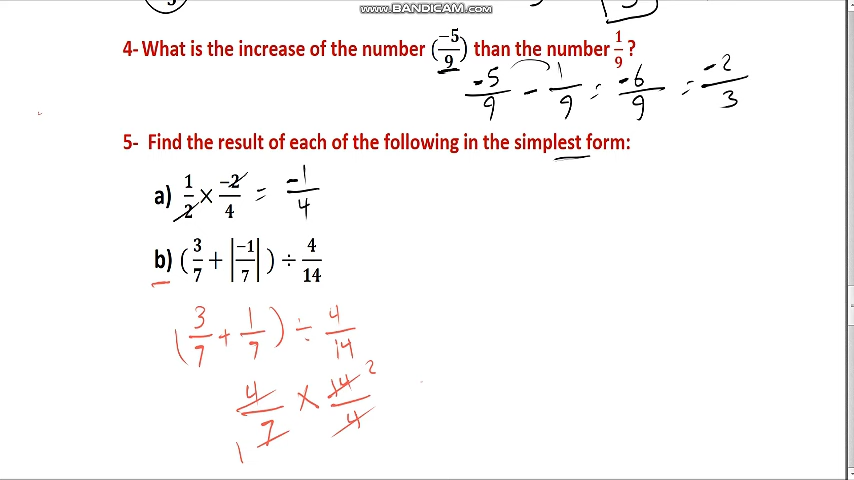 WWW.BANDICAM.COM
4- What is the increase of the number (−5/9) than the number 1/9?
-5/9 - 1/9 = -6/9 = -2/3
5- Find the result of each of the following in the simplest form:
a) 1/2 × −2/4 = -1/4
b) (3/7 + |−1/7|) ÷ 4/14
(3/7 + 1/7) ÷ 4/14
4/7 × 14/4
2
1